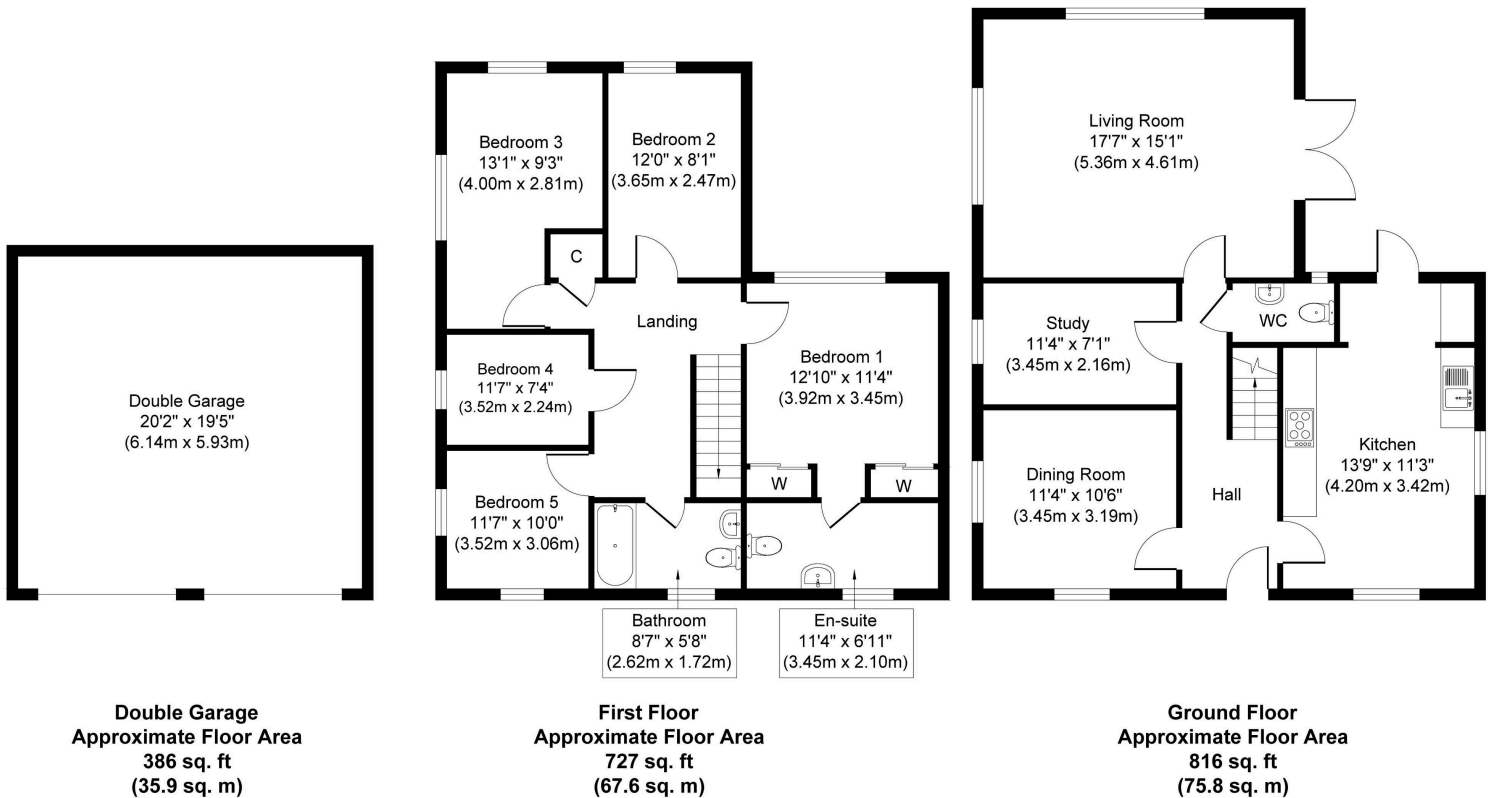 Double Garage
20'2" x 19'5"
(6.14m x 5.93m)
Double Garage
Approximate Floor Area
386 sq. ft
(35.9 sq. m)
Bedroom 3
13'1" x 9'3"
(4.00m x 2.81m)
Bedroom 2
12'0" x 8'1"
(3.65m x 2.47m)
C
Landing
Bedroom 4
11'7" x 7'4"
(3.52m x 2.24m)
Bedroom 1
12'10" x 11'4"
(3.92m x 3.45m)
W
W
Bedroom 5
11'7" x 10'0"
(3.52m x 3.06m)
Bathroom
8'7" x 5'8"
(2.62m x 1.72m)
En-suite
11'4" x 6'11"
(3.45m x 2.10m)
First Floor
Approximate Floor Area
727 sq. ft
(67.6 sq. m)
Living Room
17'7" x 15'1"
(5.36m x 4.61m)
Study
11'4" x 7'1"
(3.45m x 2.16m)
WC
Dining Room
11'4" x 10'6"
(3.45m x 3.19m)
Hall
Kitchen
13'9" x 11'3"
(4.20m x 3.42m)
Ground Floor
Approximate Floor Area
816 sq. ft
(75.8 sq. m)